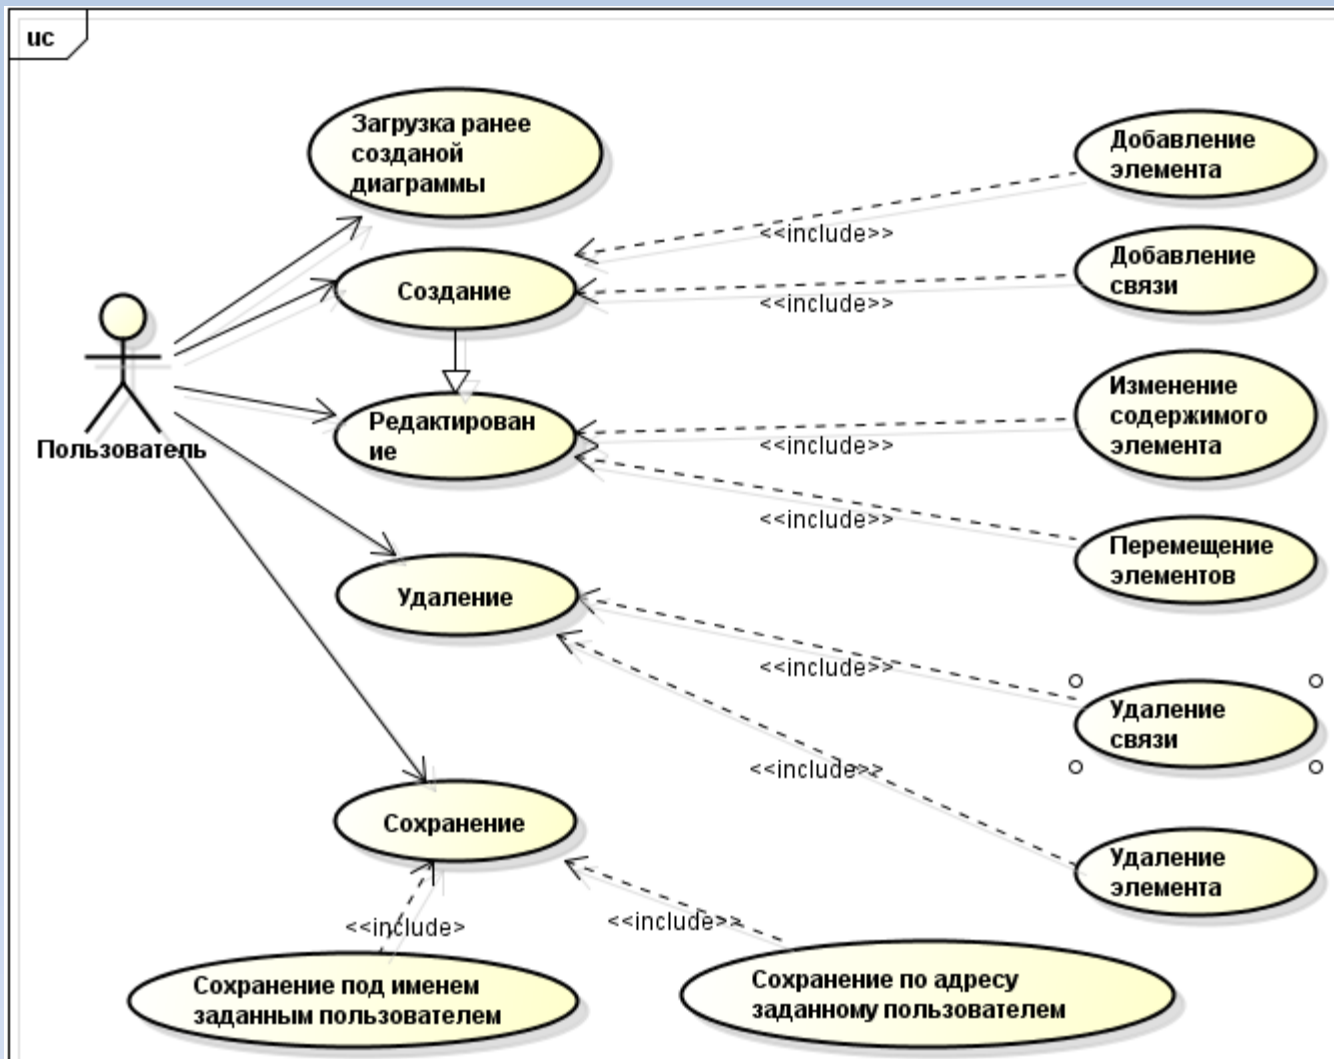 uc
Загрузка ранее
созданой
диаграммы
Добавление
элемента
<<include>>
Создание
Добавление
связи
<<include>>
Пользователь
Редактирован
ие
Изменение
содержимого
элемента
<<include>>
<<include>>
Перемещение
элементов
Удаление
<<include>>
Удаление
связи
<<include>>
Сохранение
Удаление
элемента
<<include>
<<include>>
Сохранение под именем
заданным пользователем
Сохранение по адресу
заданному пользователем